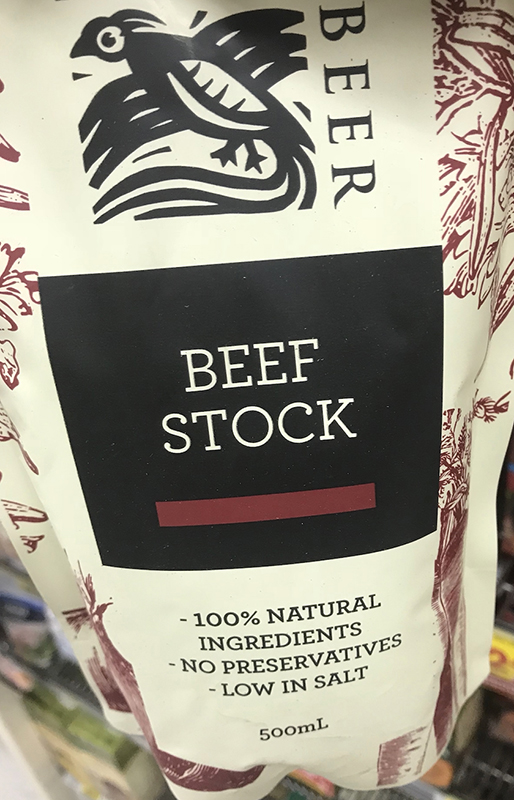 BEER
BEEF
STOCK
- 100% NATURAL
INGREDIENTS
- NO PRESERVATIVES
- LOW IN SALT
500mL